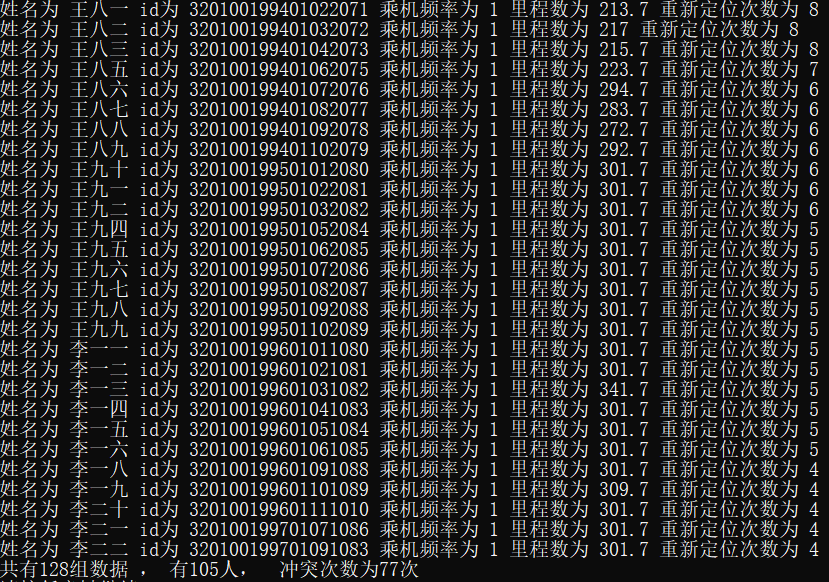 姓名为 王八一 id为 320100199401022071 乘机频率为 1 里程数为 213.7 重新定位次数为 8
姓名为 王八二 id为 320100199401032072 乘机频率为 1 里程数为 217 重新定位次数为 8
姓名为 王八三 id为 320100199401042073 乘机频率为 1 里程数为 215.7 重新定位次数为 8
姓名为 王八五 id为 320100199401062075 乘机频率为 1 里程数为 223.7 重新定位次数为 7
姓名为 王八六 id为 320100199401072076 乘机频率为 1 里程数为 294.7 重新定位次数为 6
姓名为 王八七 id为 320100199401082077 乘机频率为 1 里程数为 283.7 重新定位次数为 6
姓名为 王八八 id为 320100199401092078 乘机频率为 1 里程数为 272.7 重新定位次数为 6
姓名为 王八九 id为 320100199401102079 乘机频率为 1 里程数为 292.7 重新定位次数为 6
姓名为 王九十 id为 320100199501012080 乘机频率为 1 里程数为 301.7 重新定位次数为 6
姓名为 王九一 id为 320100199501022081 乘机频率为 1 里程数为 301.7 重新定位次数为 6
姓名为 王九二 id为 320100199501032082 乘机频率为 1 里程数为 301.7 重新定位次数为 6
姓名为 王九四 id为 320100199501052084 乘机频率为 1 里程数为 301.7 重新定位次数为 5
姓名为 王九五 id为 320100199501062085 乘机频率为 1 里程数为 301.7 重新定位次数为 5
姓名为 王九六 id为 320100199501072086 乘机频率为 1 里程数为 301.7 重新定位次数为 5
姓名为 王九七 id为 320100199501082087 乘机频率为 1 里程数为 301.7 重新定位次数为 5
姓名为 王九八 id为 320100199501092088 乘机频率为 1 里程数为 301.7 重新定位次数为 5
姓名为 王九九 id为 320100199501102089 乘机频率为 1 里程数为 301.7 重新定位次数为 5
姓名为 李一一 id为 320100199601011080 乘机频率为 1 里程数为 301.7 重新定位次数为 5
姓名为 李一二 id为 320100199601021081 乘机频率为 1 里程数为 301.7 重新定位次数为 5
姓名为 李一三 id为 320100199601031082 乘机频率为 1 里程数为 341.7 重新定位次数为 5
姓名为 李一四 id为 320100199601041083 乘机频率为 1 里程数为 301.7 重新定位次数为 5
姓名为 李一五 id为 320100199601051084 乘机频率为 1 里程数为 301.7 重新定位次数为 5
姓名为 李一六 id为 320100199601061085 乘机频率为 1 里程数为 301.7 重新定位次数为 5
姓名为 李一八 id为 320100199601091088 乘机频率为 1 里程数为 301.7 重新定位次数为 4
姓名为 李一九 id为 320100199601101089 乘机频率为 1 里程数为 309.7 重新定位次数为 4
姓名为 李二十 id为 320100199601111010 乘机频率为 1 里程数为 301.7 重新定位次数为 4
姓名为 李二一 id为 320100199701071086 乘机频率为 1 里程数为 301.7 重新定位次数为 4
姓名为 李二二 id为 320100199701091083 乘机频率为 1 里程数为 301.7 重新定位次数为 4
共有128组数据 ， 有105人， 冲突次数为77次